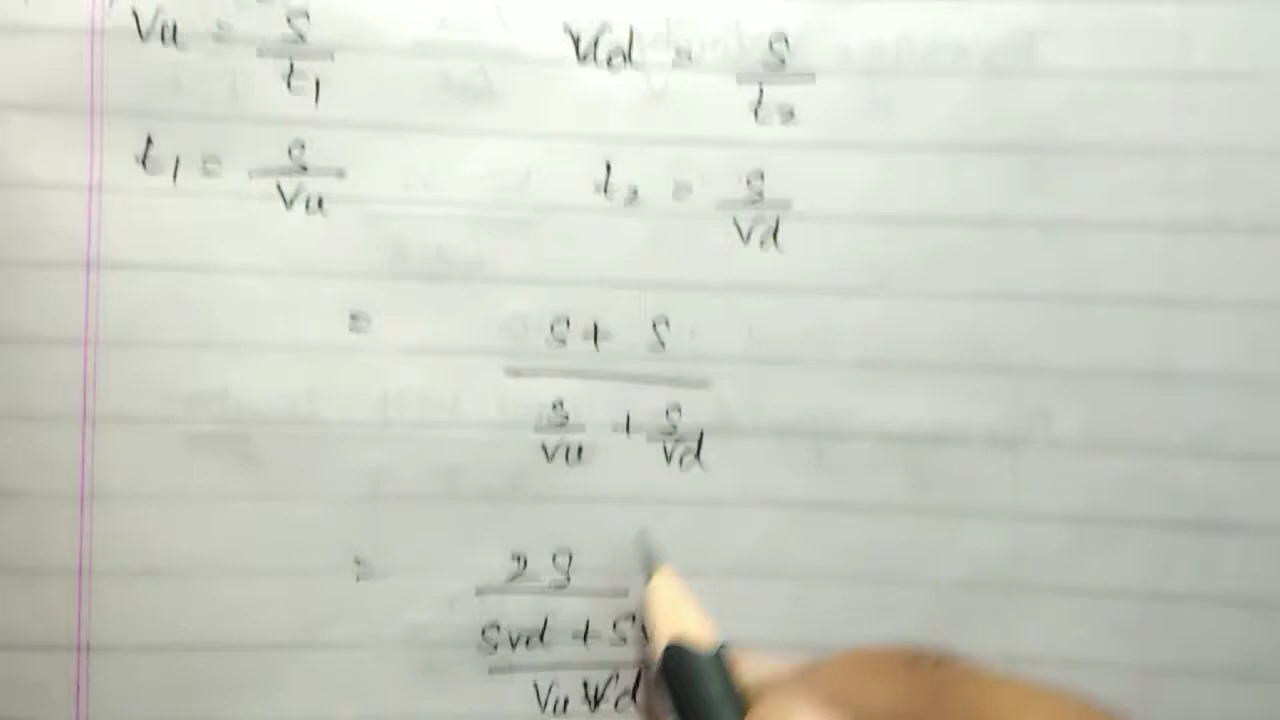 Vu = S/t1    Vd = S/t2
t1 = S/Vu    t2 = S/Vd
= (S + S)/(S/Vu + S/Vd)
= 2S/((SVd + S)/(Vu Vd))